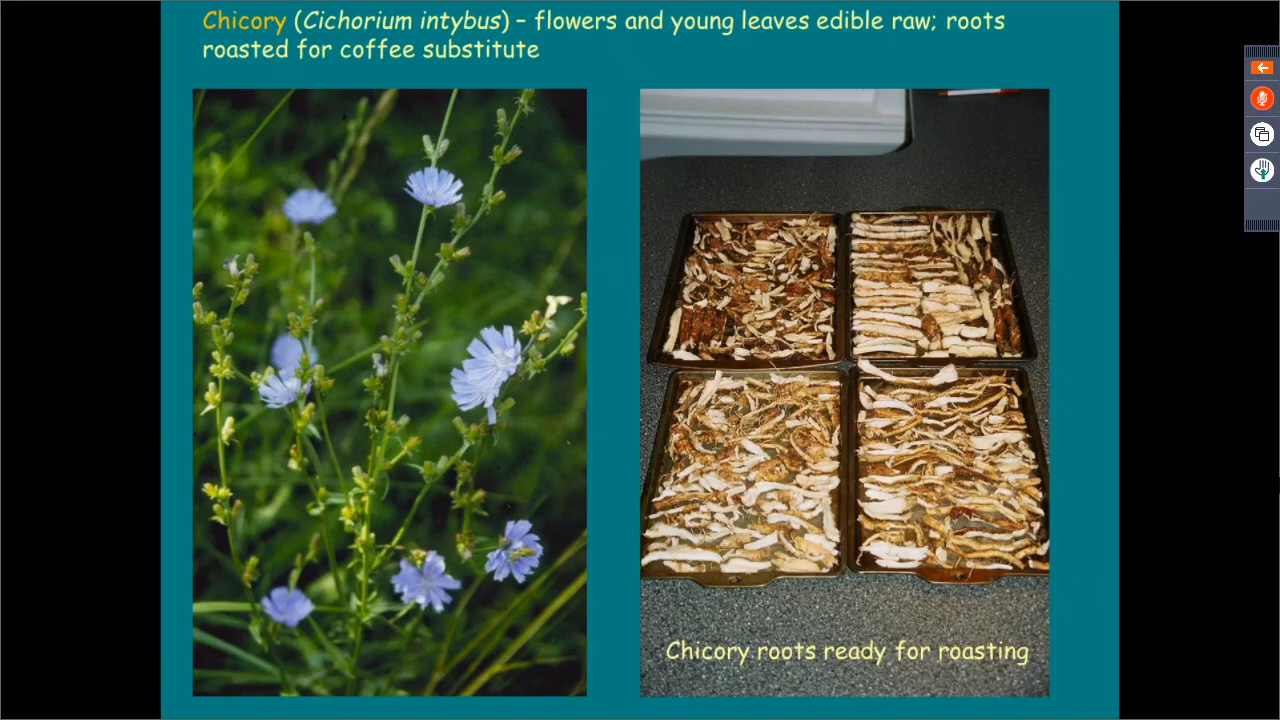 Chicory (Cichorium intybus) – flowers and young leaves edible raw; roots
roasted for coffee substitute
Chicory roots ready for roasting